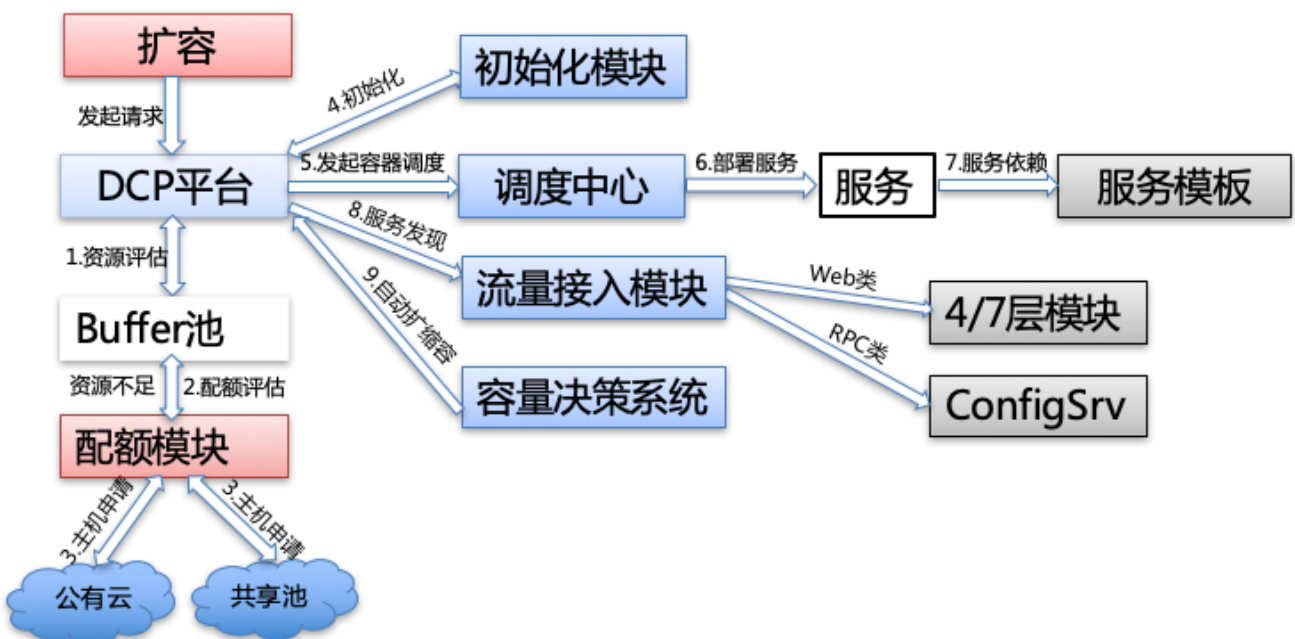 扩容
发起请求
DCP平台
1.资源评估
Buffer池
资源不足
2.配额评估
配额模块
3.主机申请
3.主机申请
公有云
共享池
4.初始化
初始化模块
5.发起容器调度
调度中心
6.部署服务
服务
7.服务依赖
服务模板
8.服务发现
流量接入模块
Web类
4/7层模块
RPC类
ConfigSrv
9.自动扩缩容
容量决策系统